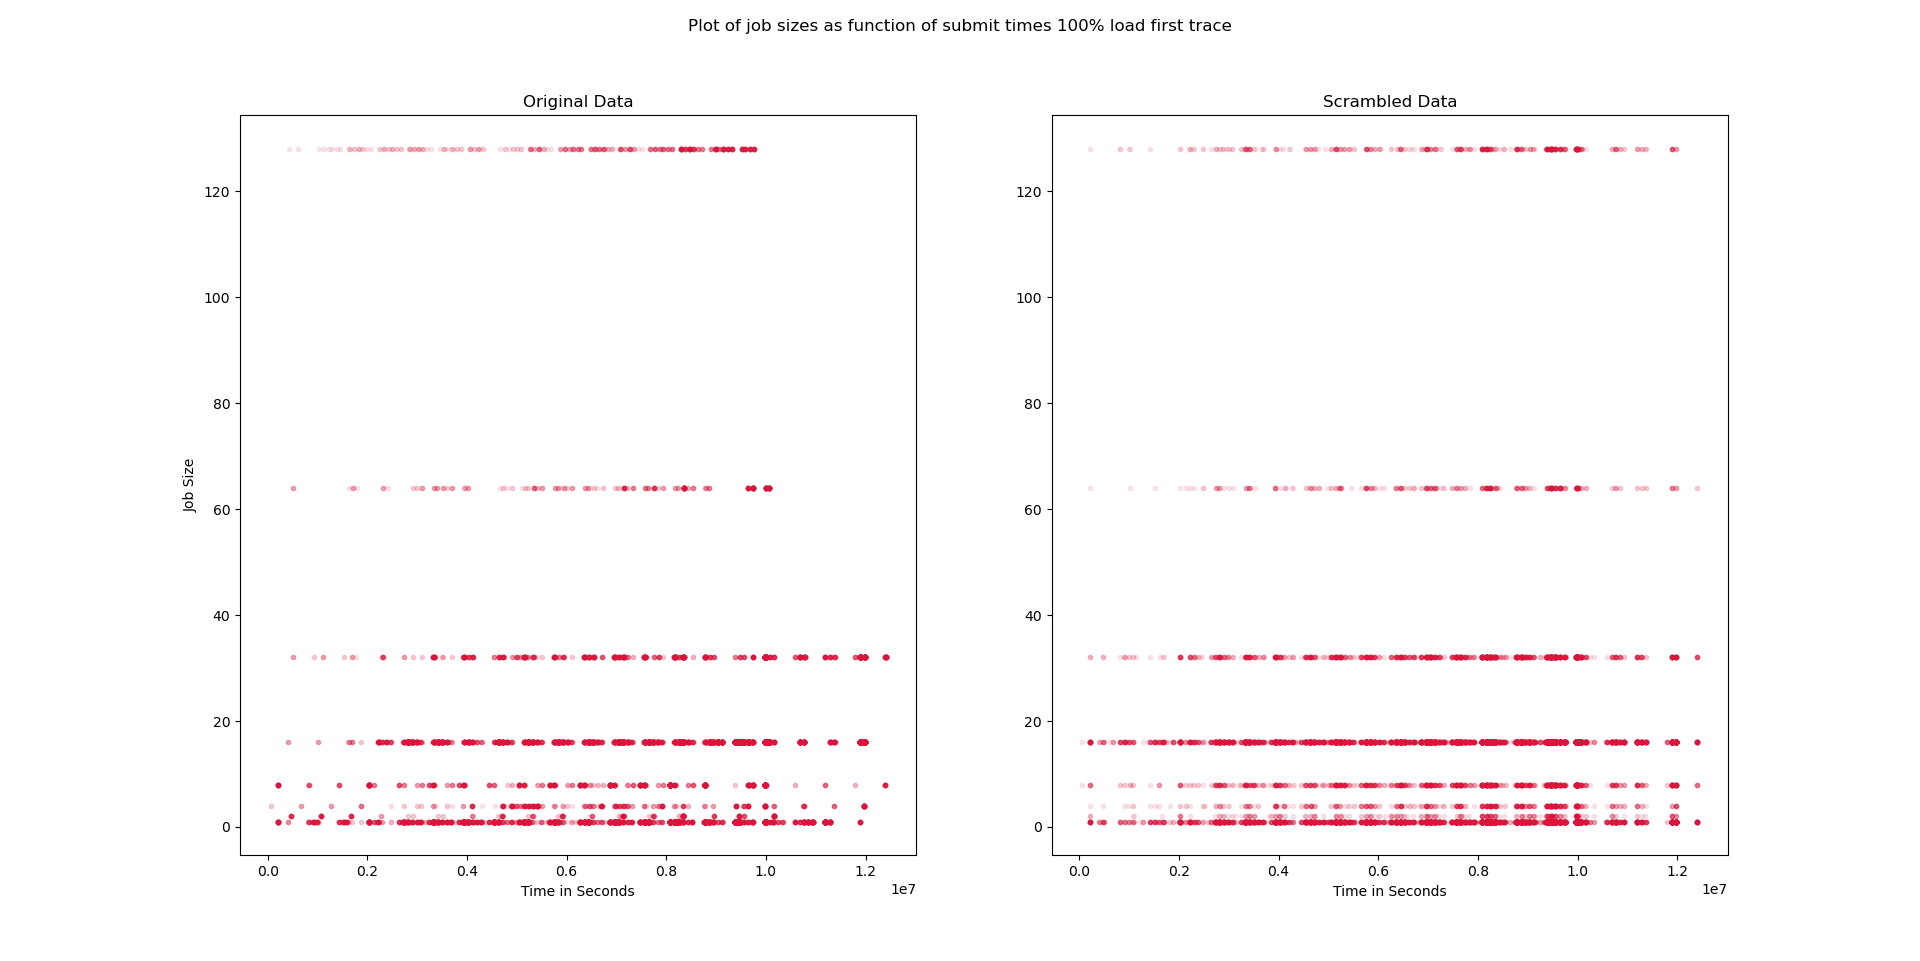 Plot of job sizes as function of submit times 100% load first trace
Original Data
Job Size
120
100
80
60
40
20
0
0.0 0.2 0.4 0.6 0.8 1.0 1.2
1e7
Time in Seconds
Scrambled Data
120
100
80
60
40
20
0
0.0 0.2 0.4 0.6 0.8 1.0 1.2
1e7
Time in Seconds